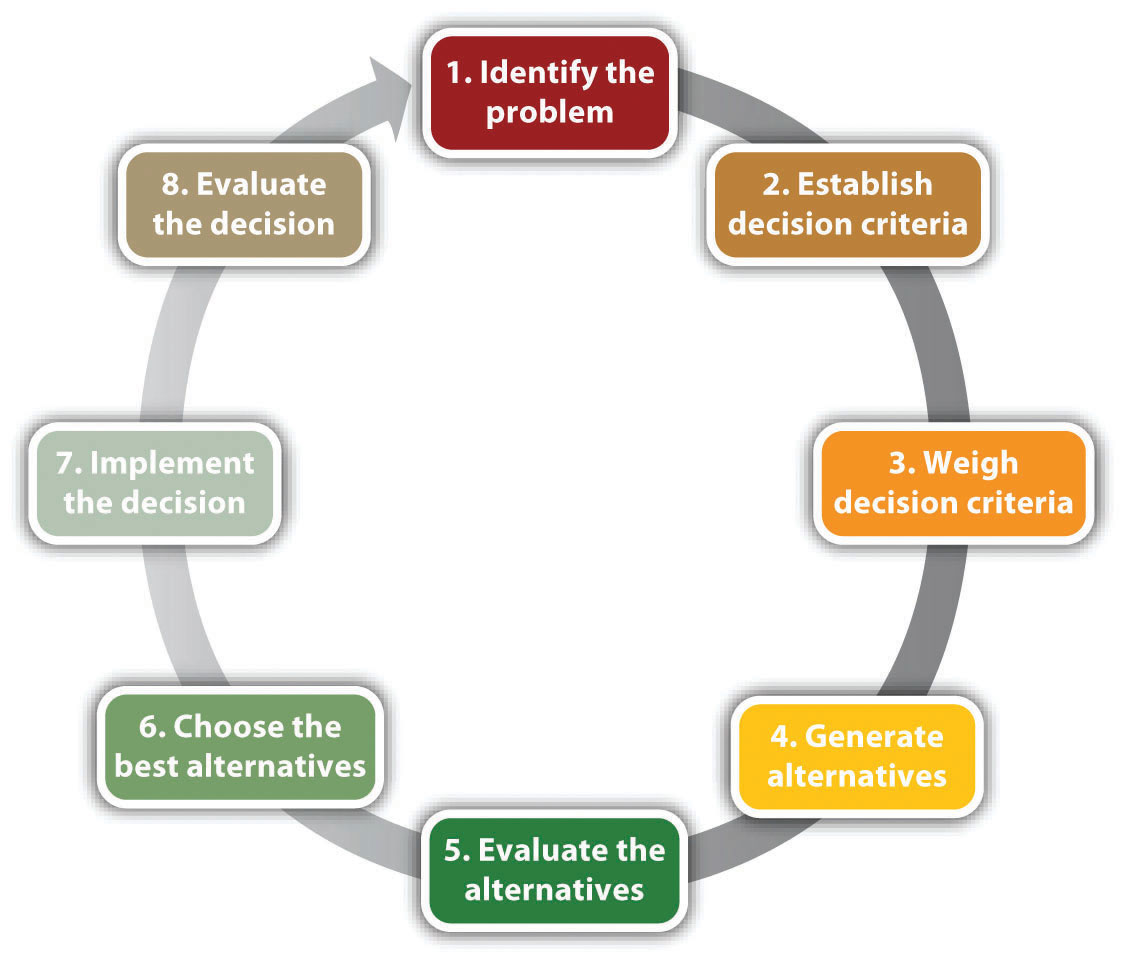 1. Identify the
problem
2. Establish
decision criteria
3. Weigh
decision criteria
4. Generate
alternatives
5. Evaluate the
alternatives
6. Choose the
best alternatives
7. Implement
the decision
8. Evaluate
the decision